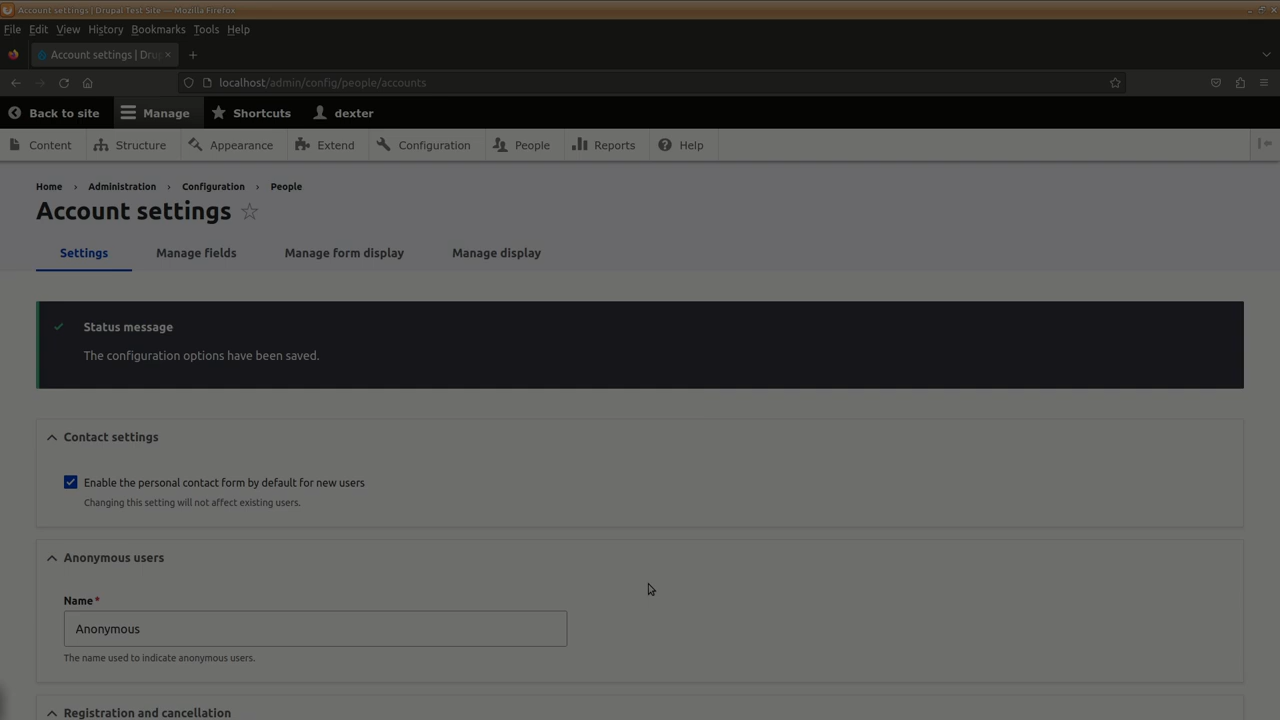 Account settings | Drupal Test Site — Mozilla Firefox
File Edit View History Bookmarks Tools Help
Account settings | Dru
localhost/admin/config/people/accounts
Back to site Manage Shortcuts dexter
Content Structure Appearance Extend Configuration People Reports Help
Home › Administration › Configuration › People
Account settings
Settings Manage fields Manage form display Manage display
Status message
The configuration options have been saved.
Contact settings
Enable the personal contact form by default for new users
Changing this setting will not affect existing users.
Anonymous users
Name*
Anonymous
The name used to indicate anonymous users.
Registration and cancellation